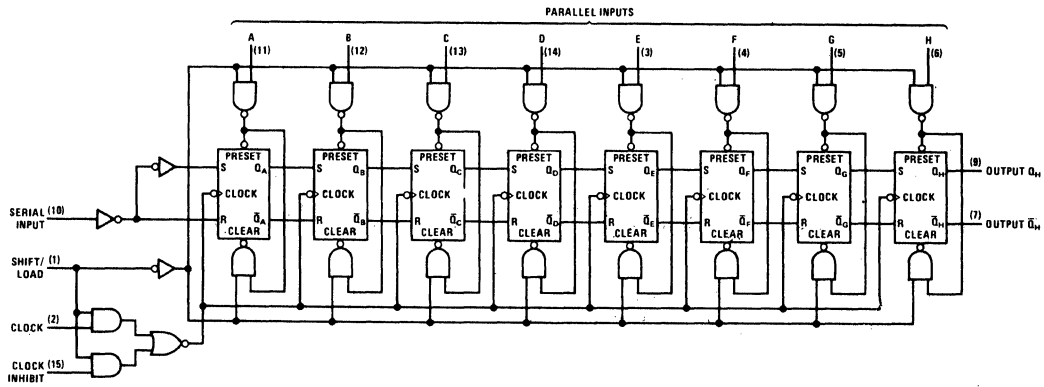 PARALLEL INPUTS
A B C D E F G H
(11) (12) (13) (14) (3) (4) (5) (6)
PRESET PRESET PRESET PRESET PRESET PRESET PRESET PRESET
S QA S QB S QC S QD S QE S QF S QG S QH (9) OUTPUT QH
CLOCK CLOCK CLOCK CLOCK CLOCK CLOCK CLOCK CLOCK
SERIAL (10)
INPUT
R Q̄A R Q̄B R Q̄C R Q̄D R Q̄E R Q̄F R Q̄G R Q̄H (7) OUTPUT Q̄H
CLEAR CLEAR CLEAR CLEAR CLEAR CLEAR CLEAR CLEAR
SHIFT/ (1)
LOAD
CLOCK (2)
CLOCK (15)
INHIBIT